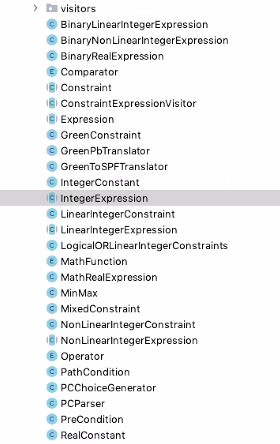 visitors
BinaryLinearIntegerExpression
BinaryNonLinearIntegerExpression
BinaryRealExpression
Comparator
Constraint
ConstraintExpressionVisitor
Expression
GreenConstraint
GreenPbTranslator
GreenToSPFTranslator
IntegerConstant
IntegerExpression
LinearIntegerConstraint
LinearIntegerExpression
LogicalORLinearIntegerConstraints
MathFunction
MathRealExpression
MinMax
MixedConstraint
NonLinearIntegerConstraint
NonLinearIntegerExpression
Operator
PathCondition
PCChoiceGenerator
PCParser
PreCondition
RealConstant